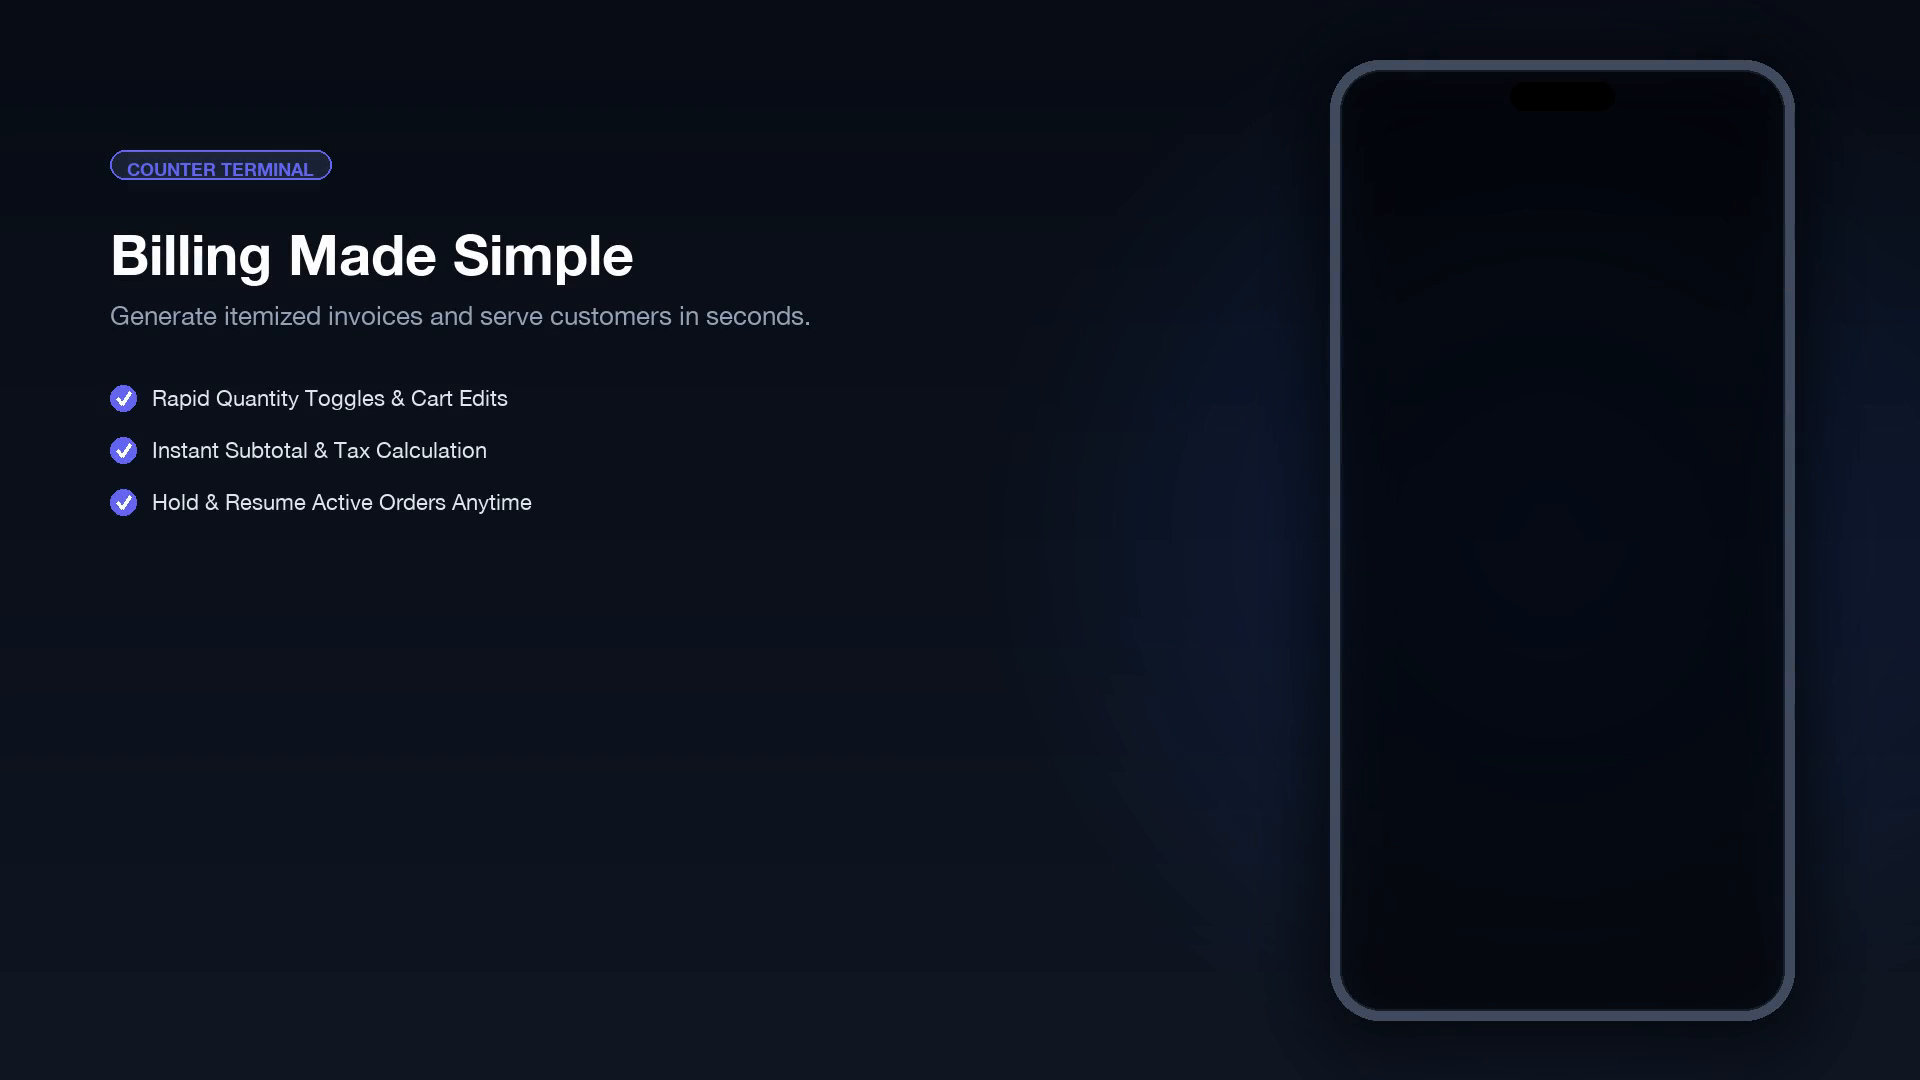 COUNTER TERMINAL
Billing Made Simple
Generate itemized invoices and serve customers in seconds.
Rapid Quantity Toggles & Cart Edits
Instant Subtotal & Tax Calculation
Hold & Resume Active Orders Anytime